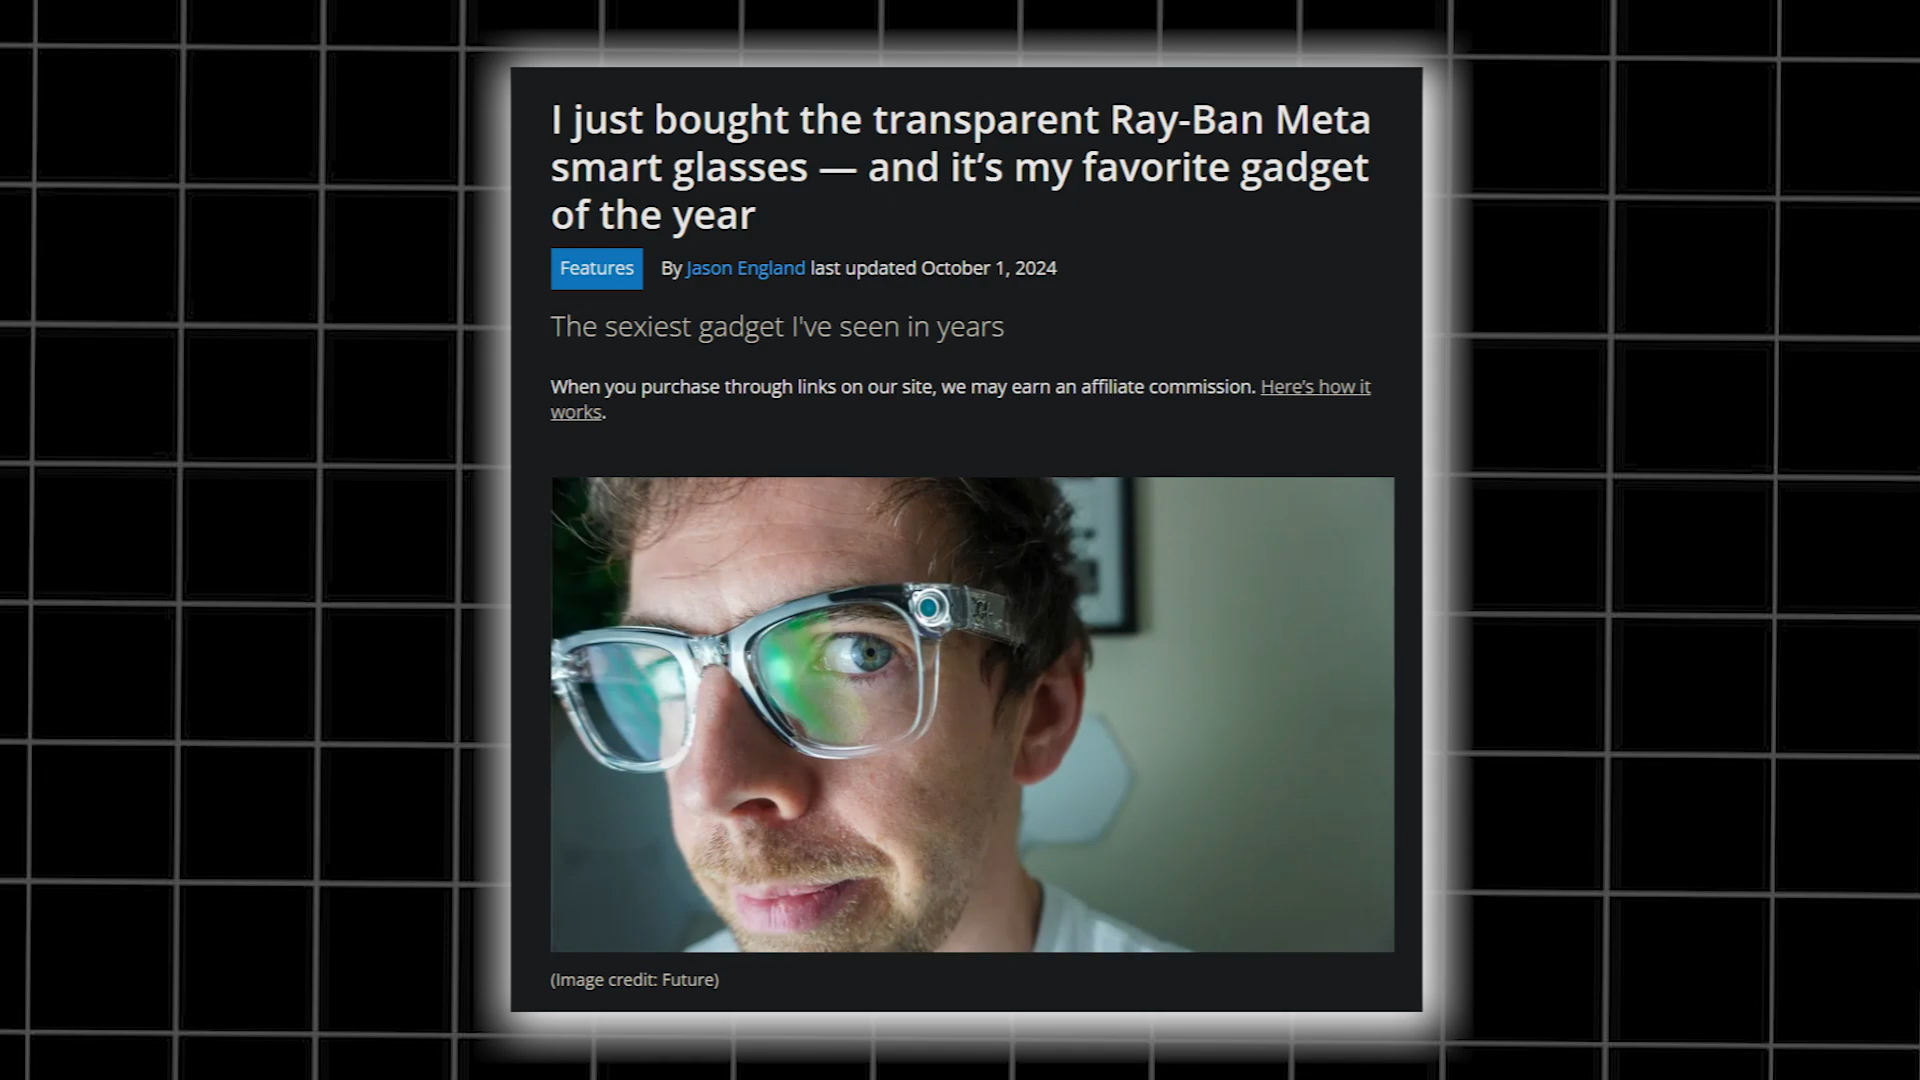 I just bought the transparent Ray-Ban Meta
smart glasses — and it’s my favorite gadget
of the year
Features By Jason England last updated October 1, 2024
The sexiest gadget I've seen in years
When you purchase through links on our site, we may earn an affiliate commission. Here’s how it
works.
(Image credit: Future)